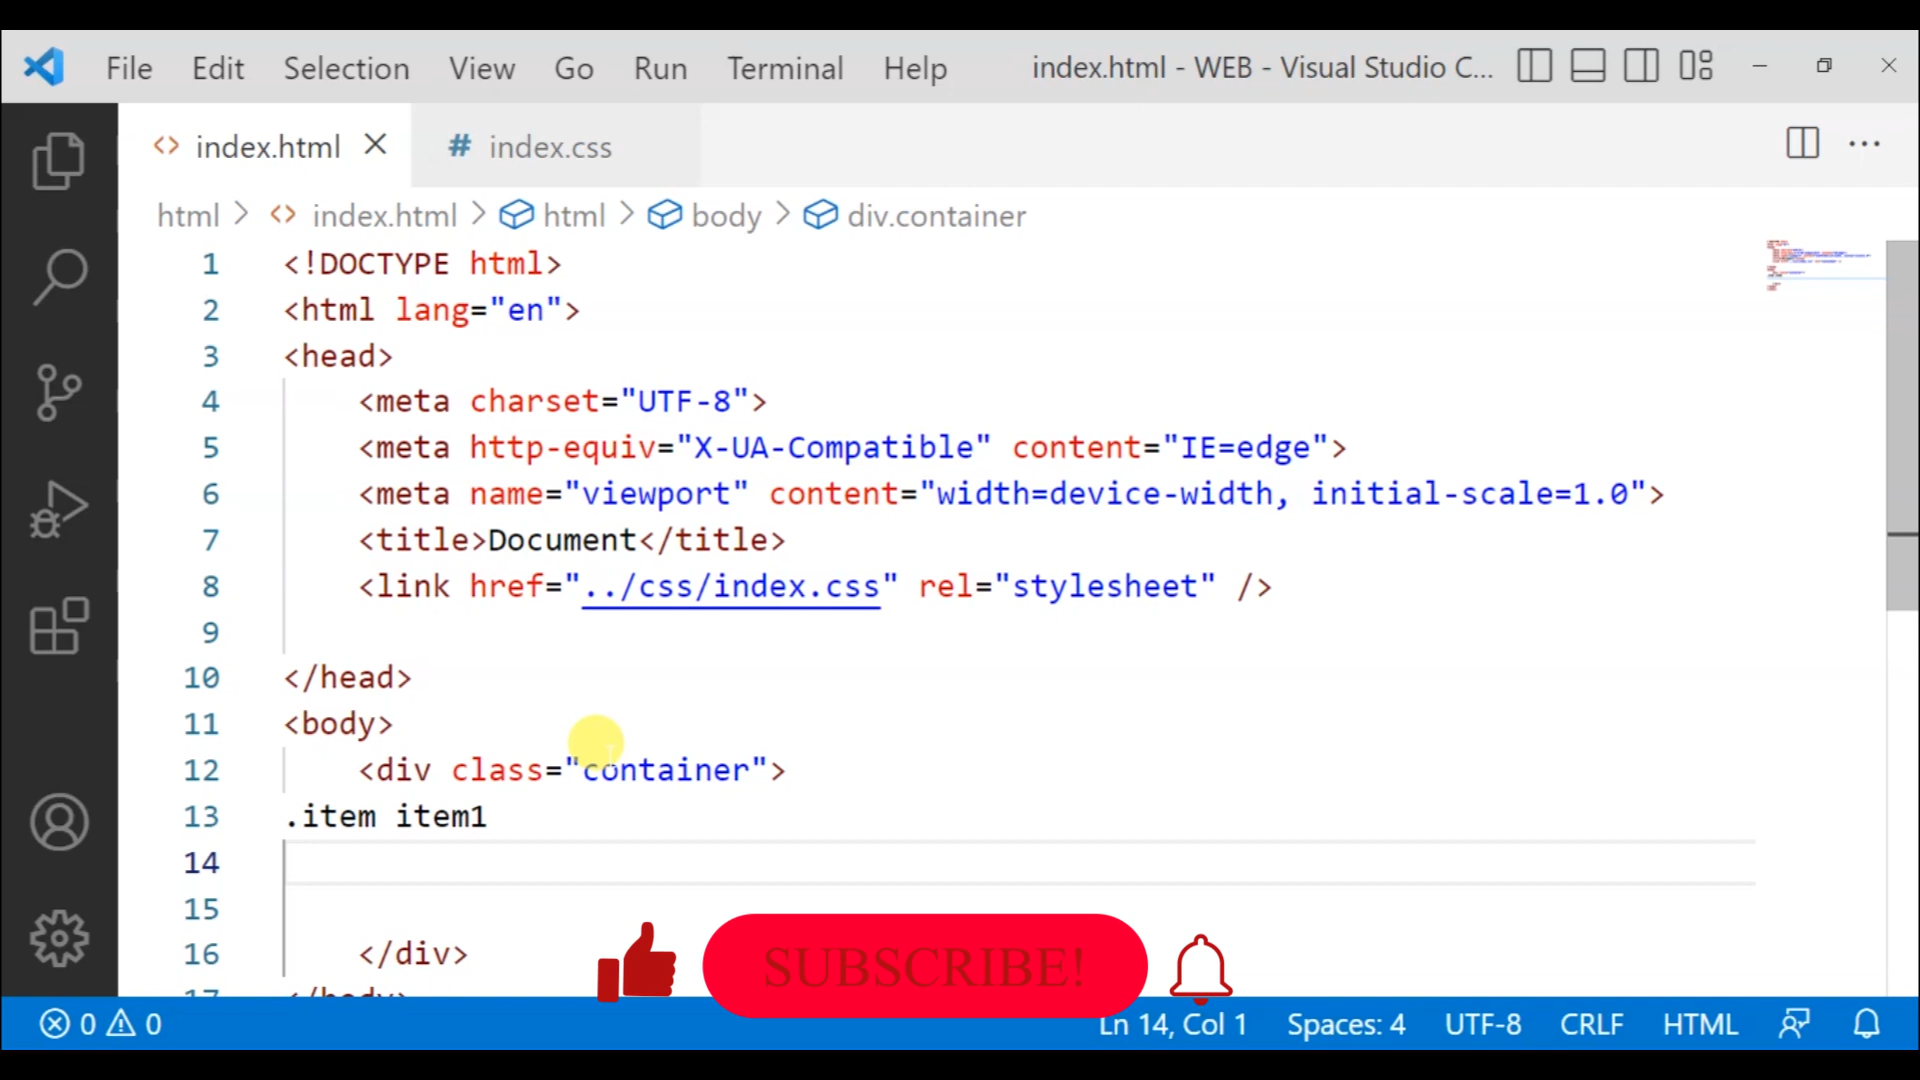 File Edit Selection View Go Run Terminal Help index.html - WEB - Visual Studio C...
index.html # index.css
html > index.html > html > body > div.container
1 <!DOCTYPE html>
2 <html lang="en">
3 <head>
4 <meta charset="UTF-8">
5 <meta http-equiv="X-UA-Compatible" content="IE=edge">
6 <meta name="viewport" content="width=device-width, initial-scale=1.0">
7 <title>Document</title>
8 <link href="../css/index.css" rel="stylesheet" />
9
10 </head>
11 <body>
12 <div class="container">
13 .item item1
14
15
16 </div>
17 </body>
SUBSCRIBE!
0 0 Ln 14, Col 1 Spaces: 4 UTF-8 CRLF HTML